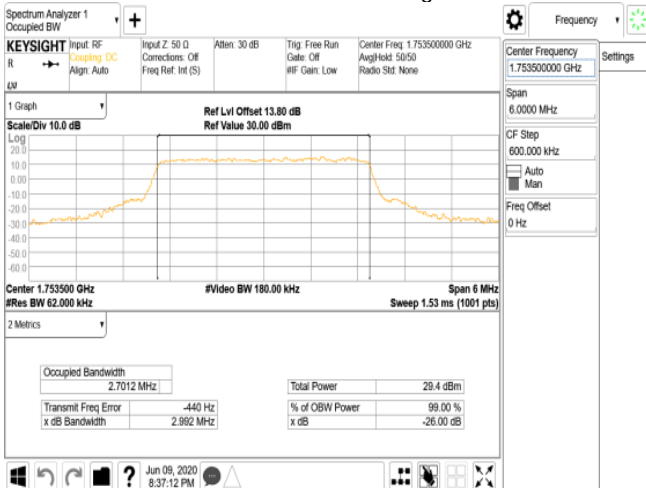 Spectrum Analyzer 1
Occupied BW
Frequency
KEYSIGHT
Input: RF
Coupling: DC
Align: Auto
Input Z: 50 Ω
Corrections: Off
Freq Ref: Int (S)
Atten: 30 dB
Trig: Free Run
Gate: Off
#IF Gain: Low
Center Freq: 1.753500000 GHz
Avg|Hold: 50/50
Radio Std: None
R
LXI
Center Frequency
1.753500000 GHz
Settings
Span
6.0000 MHz
CF Step
600.000 kHz
Auto
Man
Freq Offset
0 Hz
1 Graph
Scale/Div 10.0 dB
Ref Lvl Offset 13.80 dB
Ref Value 30.00 dBm
Log
20.0
10.0
0.00
-10.0
-20.0
-30.0
-40.0
-50.0
-60.0
Center 1.753500 GHz
#Video BW 180.00 kHz
Span 6 MHz
#Res BW 62.000 kHz
Sweep 1.53 ms (1001 pts)
2 Metrics
Occupied Bandwidth
2.7012 MHz
Total Power 29.4 dBm
Transmit Freq Error -440 Hz
% of OBW Power 99.00 %
x dB Bandwidth 2.992 MHz
x dB -26.00 dB
?
Jun 09, 2020
8:37:12 PM